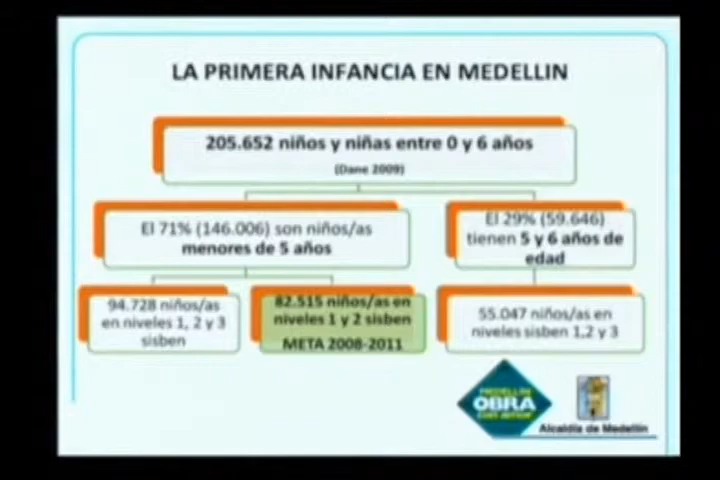 LA PRIMERA INFANCIA EN MEDELLIN
205.652 niños y niñas entre 0 y 6 años
(Dane 2009)
El 71% (146.006) son niños/as
menores de 5 años
El 29% (59.646)
tienen 5 y 6 años de
edad
94.728 niños/as
en niveles 1, 2 y 3
sisben
82.515 niños/as en
niveles 1 y 2 sisben
META 2008-2011
55.047 niños/as en
niveles sisben 1,2 y 3
MEDELLIN
OBRA
CON AMOR
Alcaldía de Medellín